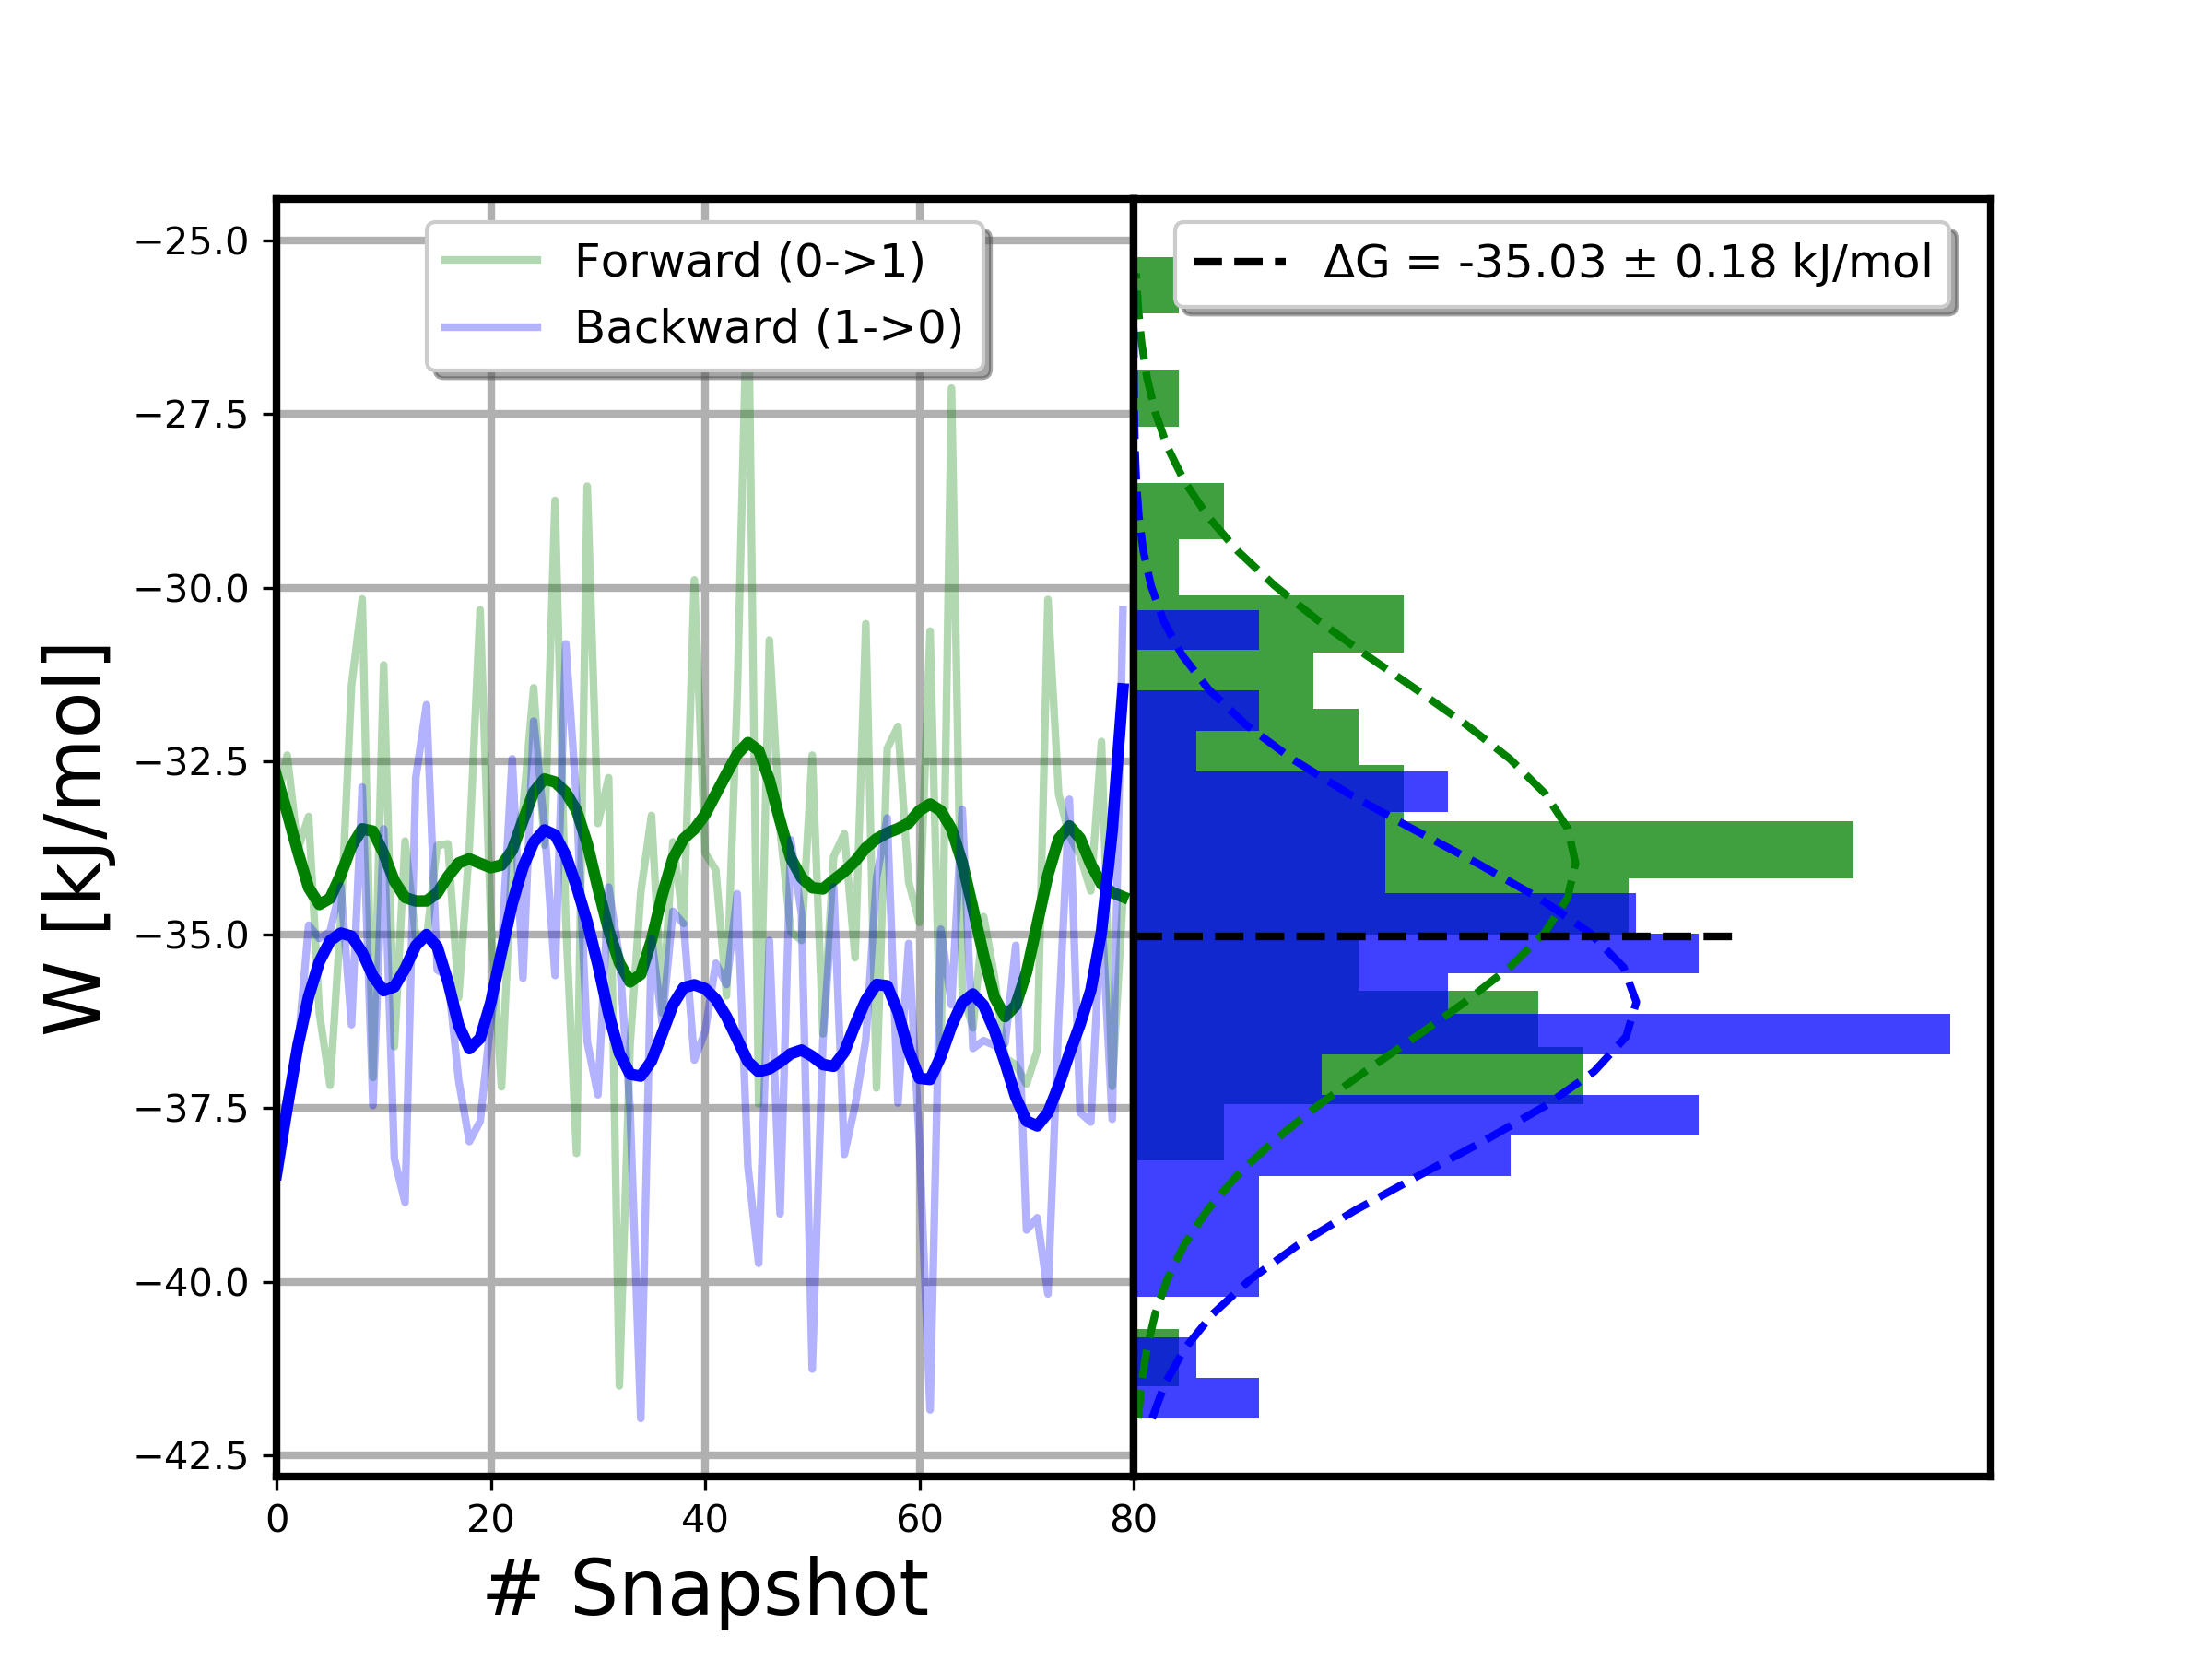 Forward (0->1)
Backward (1->0)
ΔG = -35.03 ± 0.18 kJ/mol
W [kJ/mol]
−25.0
−27.5
−30.0
−32.5
−35.0
−37.5
−40.0
−42.5
0 20 40 60 80
# Snapshot